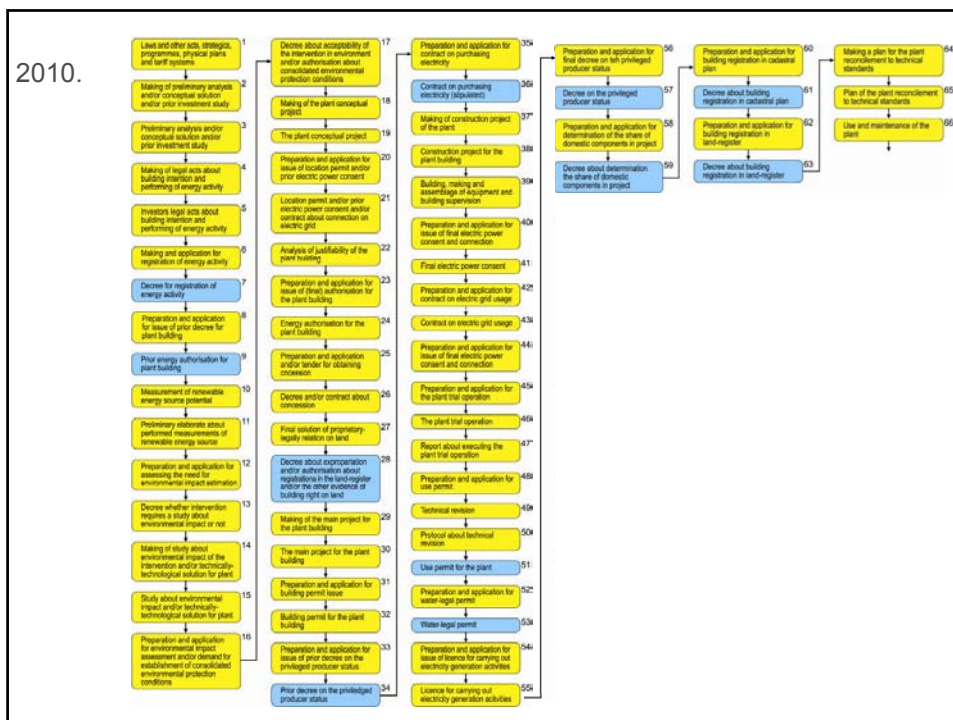 2010.
Laws and other acts, strategics,
programmes, physical plans
and tariff systems
1
Making of preliminary analysis
and/or conceptual solution
and/or prior investment study
2
Preliminary analysis and/or
conceptual solution and/or
prior investment study
3
Making of legal acts about
building intention and
performing of energy activity
4
Investors legal acts about
building intention and
performing of energy activity
5
Making and application for
registration of energy activity
6
Decree for registration of
energy activity
7
Preparation and application
for issue of prior decree for
plant building
8
Prior energy authorisation for
plant building
9
Measurement of renewable
energy source potential
10
Preliminary elaborate about
performed measurements of
renewable energy source
11
Preparation and application for
assessing the need for
environmental impact estimation
12
Decree whether intervention
requires a study about
environmental impact or not
13
Making of study about
environmental impact of the
intervention and/or technically-
technological solution for plant
14
Study about environmental
impact and/or technically-
technological solution for plant
15
Preparation and application
for environmental impact
assessment and/or demand for
establishment of consolidated
environmental protection
conditions
16
Decree about acceptability of
the intervention in environment
and/or authorisation about
consolidated environmental
protection conditions
17
Making of the plant conceptual
project
18
The plant conceptual project
19
Preparation and application for
issue of location permit and/or
prior electric power consent
20
Location permit and/or prior
electric power consent and/or
contract about connection on
electric grid
21
Analysis of justifiability of the
plant building
22
Preparation and application for
issue of (final) authorisation for
the plant building
23
Energy authorisation for the
plant building
24
Preparation and application
and/or tender for obtaining
cncession
25
Decree and/or contract about
concession
26
Final solution of proprietary-
legally relation on land
27
Decree about expropariation
and/or authorisation about
registrations in the land-register
and/or the other evidence of
building right on land
28
Making of the main project for
the plant building
29
The main project for the plant
building
30
Preparation and application for
building permit issue
31
Building permit for the plant
building
32
Preparation and application for
issue of prior decree on the
privileged producer status
33
Prior decree on the priviledged
producer status
34
Preparation and application for
contract on purchasing
electricity
35
Contract on purchasing
electricity (stipulated)
36
Making of construction project
of the plant
37
Construction project for the
plant building
38
Building, making and
assemblage of equipment and
building supervision
39
Preparation and application for
issue of final electric power
consent and connection
40
Final electric power consent
41
Preparation and application for
contract on electric grid usage
42
Contract on electric grid usage
43
Preparation and application for
issue of final electric power
consent and connection
44
Preparation and application for
the plant trial operation
45
The plant trial operation
46
Report about executing the
plant trial operation
47
Preparation and application for
use permit
48
Technical revision
49
Protocol about technical
revision
50
Use permit for the plant
51
Preparation and application for
water-legal permit
52
Water-legal permit
53
Preparation and application for
issue of licence for carrying out
electricity generation activities
54
Licence for carrying out
electricity generation acitivities
55
Preparation and application for
final decree on teh privileged
producer status
56
Decree on the privileged
producer status
57
Preparation and application for
determination of the share of
domestic components in project
58
Decree about determination
the share of domestic
components in project
59
Preparation and application for
building registration in cadastral
plan
60
Decree about building
registration in cadastral plan
61
Preparation and application for
building registration in
land-register
62
Decree about building
registration in land-register
63
Making a plan for the plant
reconcilement to technical
standards
64
Plan of the plant reconcilement
to technical standards
65
Use and maintenance of the
plant
66